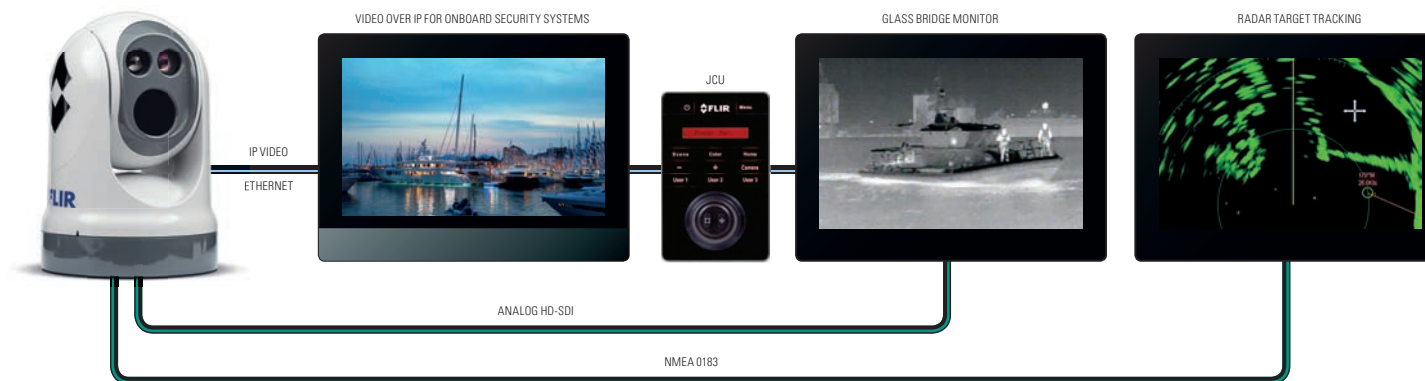 VIDEO OVER IP FOR ONBOARD SECURITY SYSTEMS
GLASS BRIDGE MONITOR
RADAR TARGET TRACKING
JCU
FLIR
Menu
Scene Color Home
Camera
User 1 User 2 User 3
IP VIDEO
ETHERNET
FLIR
ANALOG HD-SDI
NMEA 0183